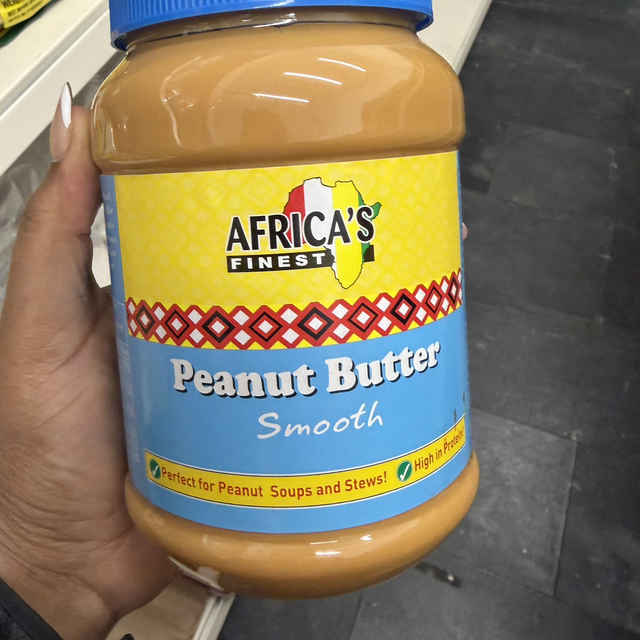 AFRICA'S
FINEST
Peanut Butter
Smooth
Perfect for Peanut Soups and Stews! High in Protein!